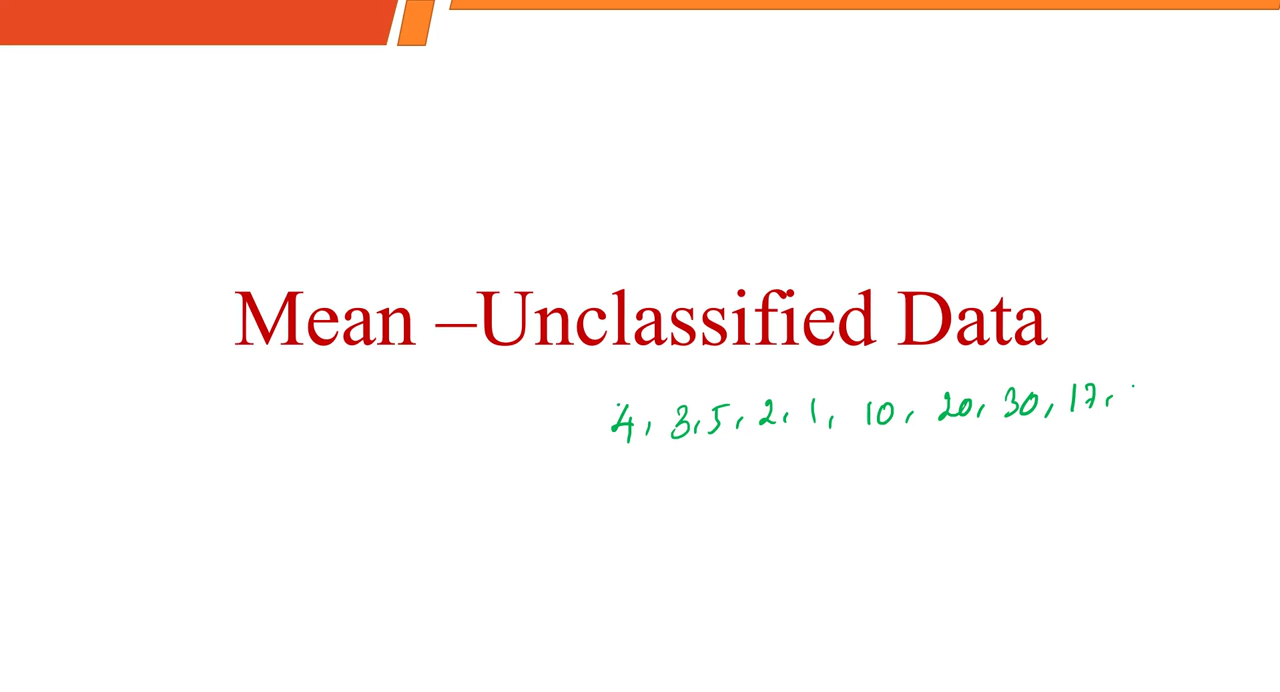 Mean –Unclassified Data
4, 3, 5, 2, 1, 10, 20, 30, 17,